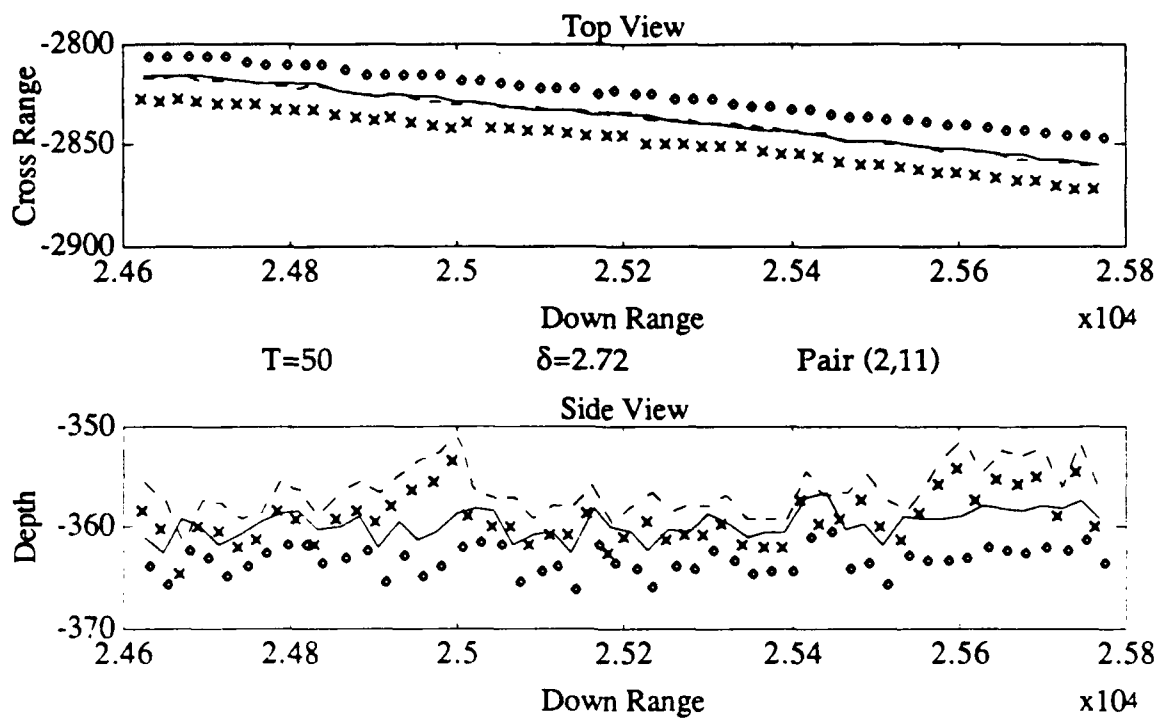 Top View
-2800
-2850
-2900
Cross Range
2.46 2.48 2.5 2.52 2.54 2.56 2.58
Down Range x10⁴
T=50 δ=2.72 Pair (2,11)
Side View
-350
-360
-370
Depth
2.46 2.48 2.5 2.52 2.54 2.56 2.58
Down Range x10⁴